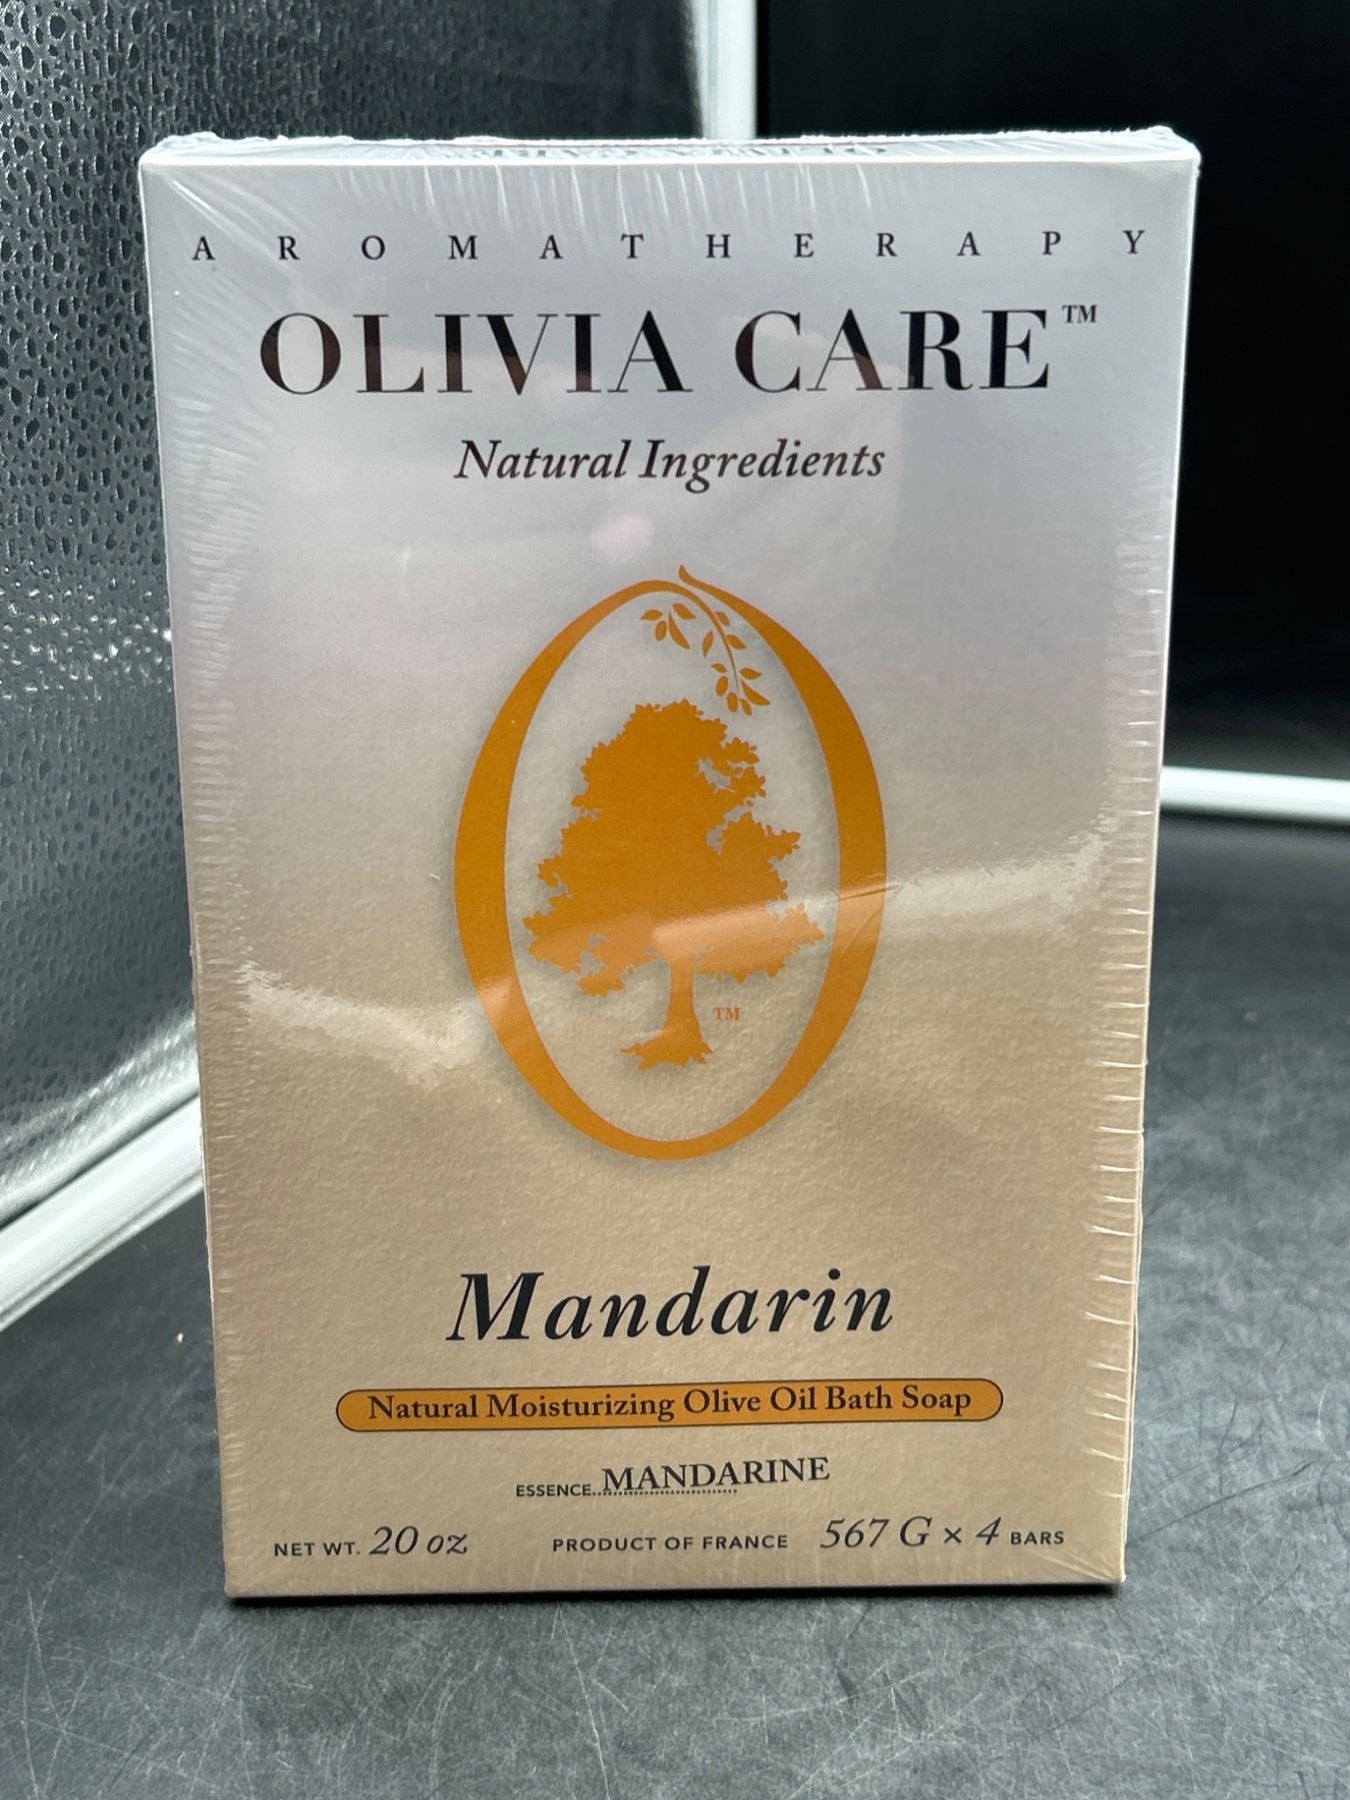 A R O M A T H E R A P Y
OLIVIA CARE™
Natural Ingredients
TM
Mandarin
Natural Moisturizing Olive Oil Bath Soap
ESSENCE..MANDARINE
NET WT. 20 oz PRODUCT OF FRANCE 567 G × 4 BARS